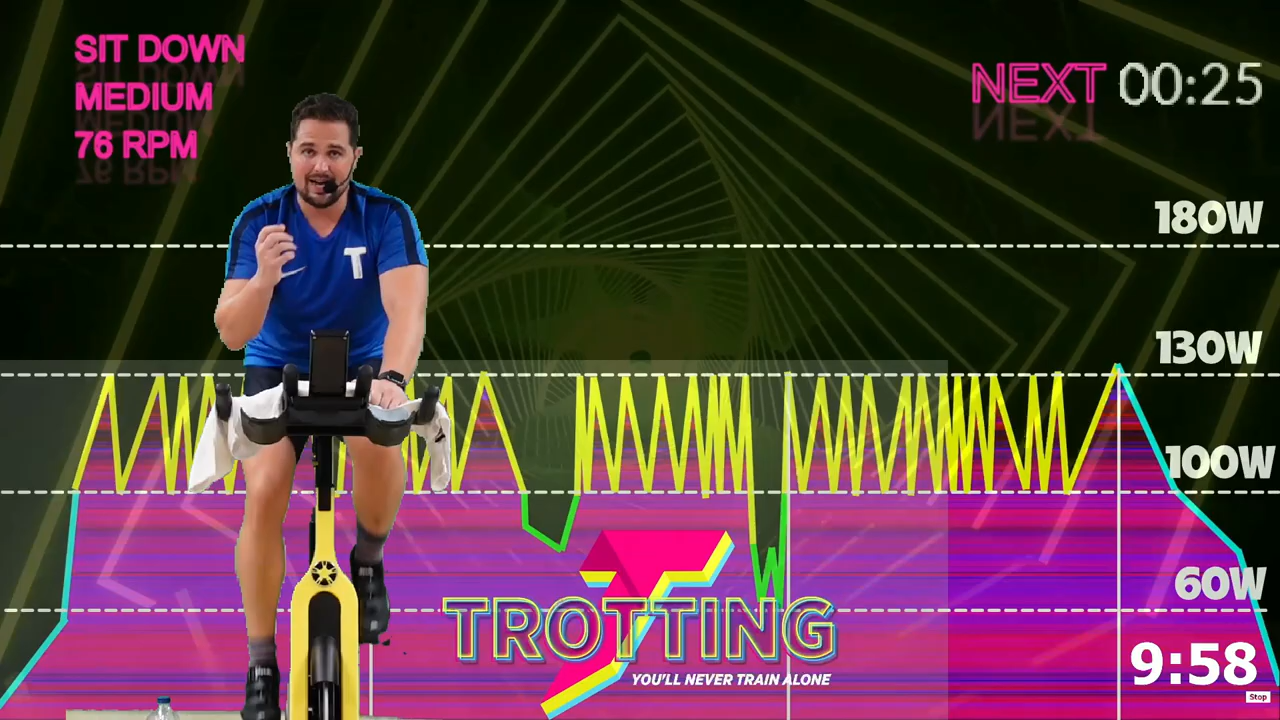 SIT DOWN
MEDIUM
76 RPM
NEXT 00:25
180W
130W
T
100W
60W
TROTTING
YOU'LL NEVER TRAIN ALONE
9:58
Stop